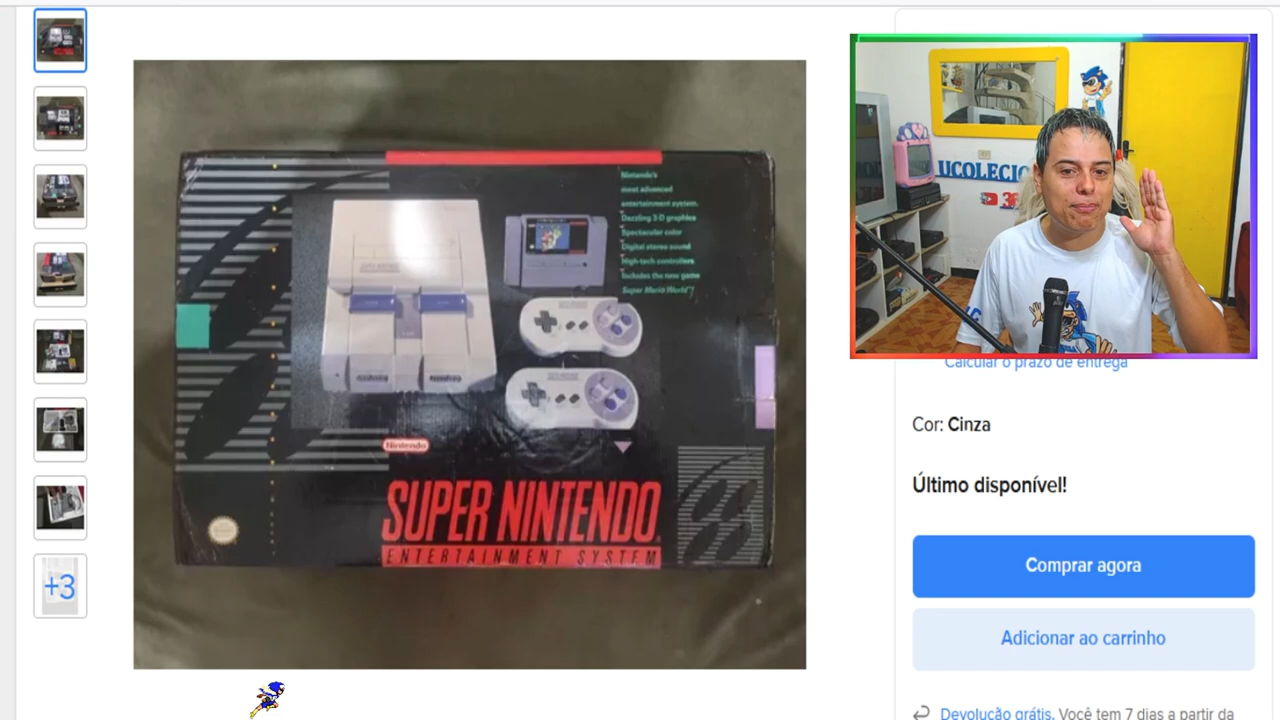 Nintendo's
most advanced
entertainment system.
Dazzling 3-D graphics
Spectacular color
Digital stereo sound
High-tech controllers
Includes the new game
Super Mario World™!
Nintendo
SUPER NINTENDO
ENTERTAINMENT SYSTEM
+3
UCOLECIO
36
Calcular o prazo de entrega
Cor: Cinza
Último disponível!
Comprar agora
Adicionar ao carrinho
Devolução grátis. Você tem 7 dias a partir da